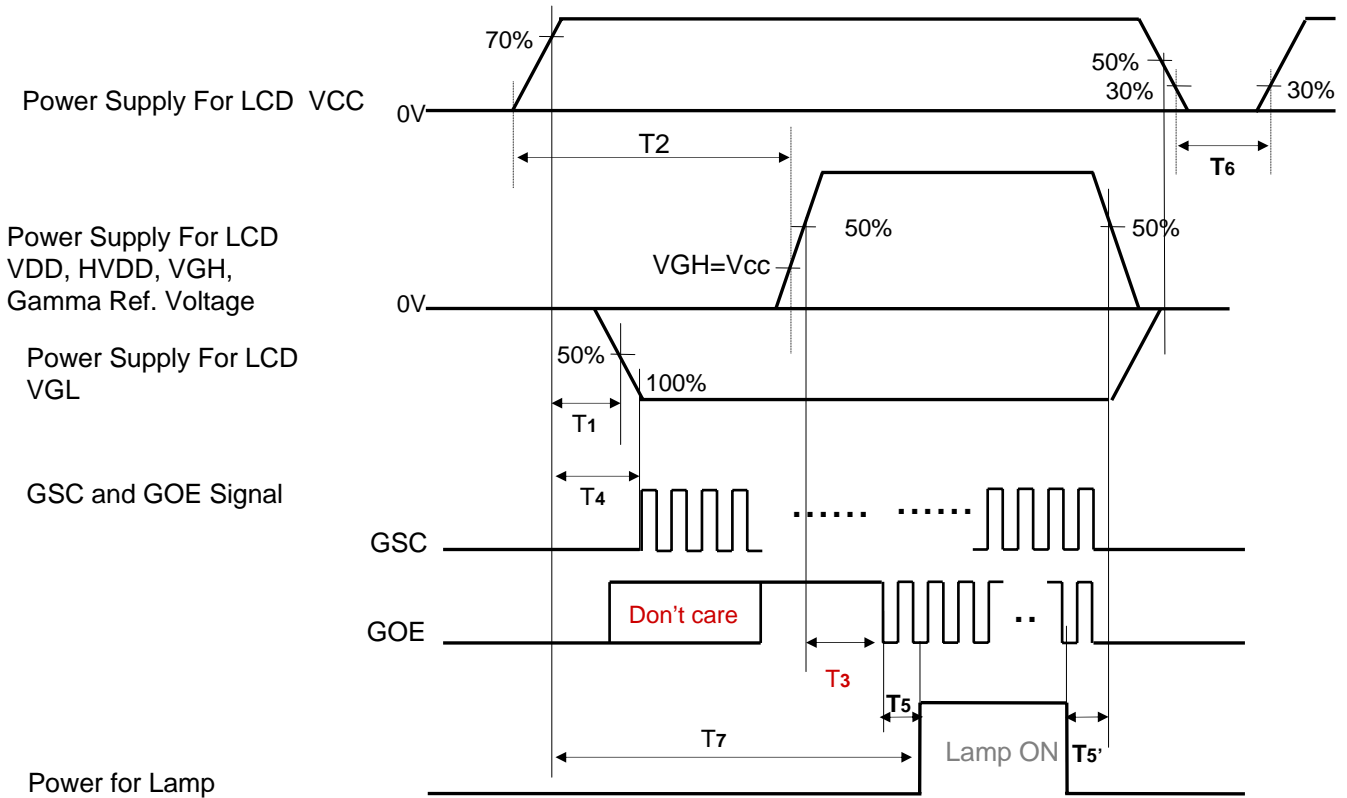 70%
50%
30%
30%
Power Supply For LCD VCC
0V
T2
T6
Power Supply For LCD
VDD, HVDD, VGH,
Gamma Ref. Voltage
50%
50%
VGH=Vcc
0V
Power Supply For LCD
VGL
50%
100%
T1
T4
GSC and GOE Signal
......
......
GSC
Don't care
..
GOE
T3
T5
T7
Lamp ON
T5'
Power for Lamp